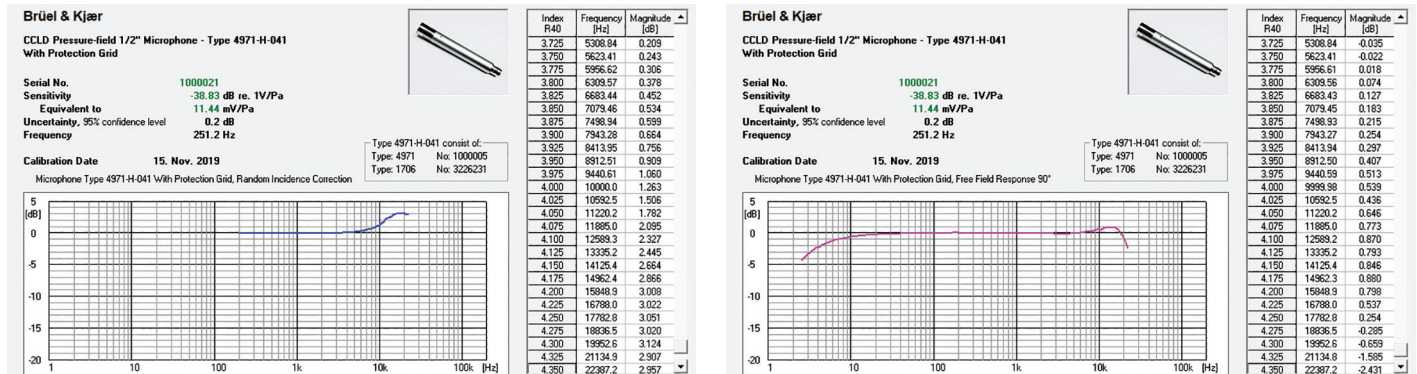 Brüel & Kjær
CCLD Pressure-field 1/2" Microphone - Type 4971-H-041
With Protection Grid
Serial No. 1000021
Sensitivity -38.83 dB re. 1V/Pa
Equivalent to 11.44 mV/Pa
Uncertainty, 95% confidence level 0.2 dB
Frequency 251.2 Hz
Type 4971-H-041 consist of:
Type: 4971 No: 1000005
Type: 1706 No: 3226231
Calibration Date 15. Nov. 2019
Microphone Type 4971-H-041 With Protection Grid, Random Incidence Correction
5
[dB]
0
-5
-10
-15
-20
1 10 100 1k 10k 100k [Hz]
Index R40 Frequency [Hz] Magnitude [dB]
3.725 5308.84 0.209
3.750 5623.41 0.243
3.775 5956.62 0.306
3.800 6309.57 0.378
3.825 6683.44 0.452
3.850 7079.46 0.534
3.875 7498.94 0.599
3.900 7943.28 0.664
3.925 8413.95 0.756
3.950 8912.51 0.909
3.975 9440.61 1.060
4.000 10000.0 1.263
4.025 10592.5 1.506
4.050 11220.2 1.782
4.075 11885.0 2.095
4.100 12589.3 2.327
4.125 13335.2 2.445
4.150 14125.4 2.664
4.175 14962.4 2.866
4.200 15848.9 3.008
4.225 16788.0 3.022
4.250 17782.8 3.051
4.275 18836.5 3.020
4.300 19952.6 3.124
4.325 21134.9 2.907
4.350 22387.2 2.957
Brüel & Kjær
CCLD Pressure-field 1/2" Microphone - Type 4971-H-041
With Protection Grid
Serial No. 1000021
Sensitivity -38.83 dB re. 1V/Pa
Equivalent to 11.44 mV/Pa
Uncertainty, 95% confidence level 0.2 dB
Frequency 251.2 Hz
Type 4971-H-041 consist of:
Type: 4971 No: 1000005
Type: 1706 No: 3226231
Calibration Date 15. Nov. 2019
Microphone Type 4971-H-041 With Protection Grid, Free Field Response 90°
5
[dB]
0
-5
-10
-15
-20
1 10 100 1k 10k 100k [Hz]
Index R40 Frequency [Hz] Magnitude [dB]
3.725 5308.84 -0.035
3.750 5623.41 -0.022
3.775 5956.61 0.018
3.800 6309.56 0.074
3.825 6683.43 0.127
3.850 7079.45 0.183
3.875 7498.93 0.215
3.900 7943.27 0.254
3.925 8413.94 0.297
3.950 8912.50 0.407
3.975 9440.59 0.513
4.000 9999.98 0.539
4.025 10592.5 0.436
4.050 11220.2 0.646
4.075 11885.0 0.773
4.100 12589.2 0.870
4.125 13335.2 0.793
4.150 14125.4 0.846
4.175 14962.3 0.880
4.200 15848.9 0.798
4.225 16788.0 0.537
4.250 17782.8 0.254
4.275 18836.5 -0.285
4.300 19952.6 -0.659
4.325 21134.8 -1.585
4.350 22387.2 -2.431